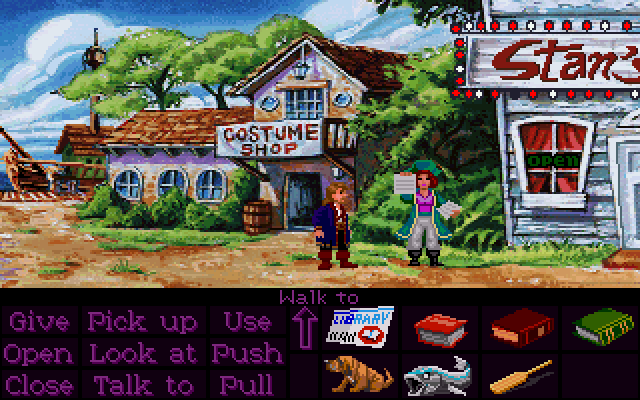 Stan's
COSTUME
SHOP
OPEN
Walk to
Give Pick up Use
Open Look at Push
Close Talk to Pull
LIBRARY